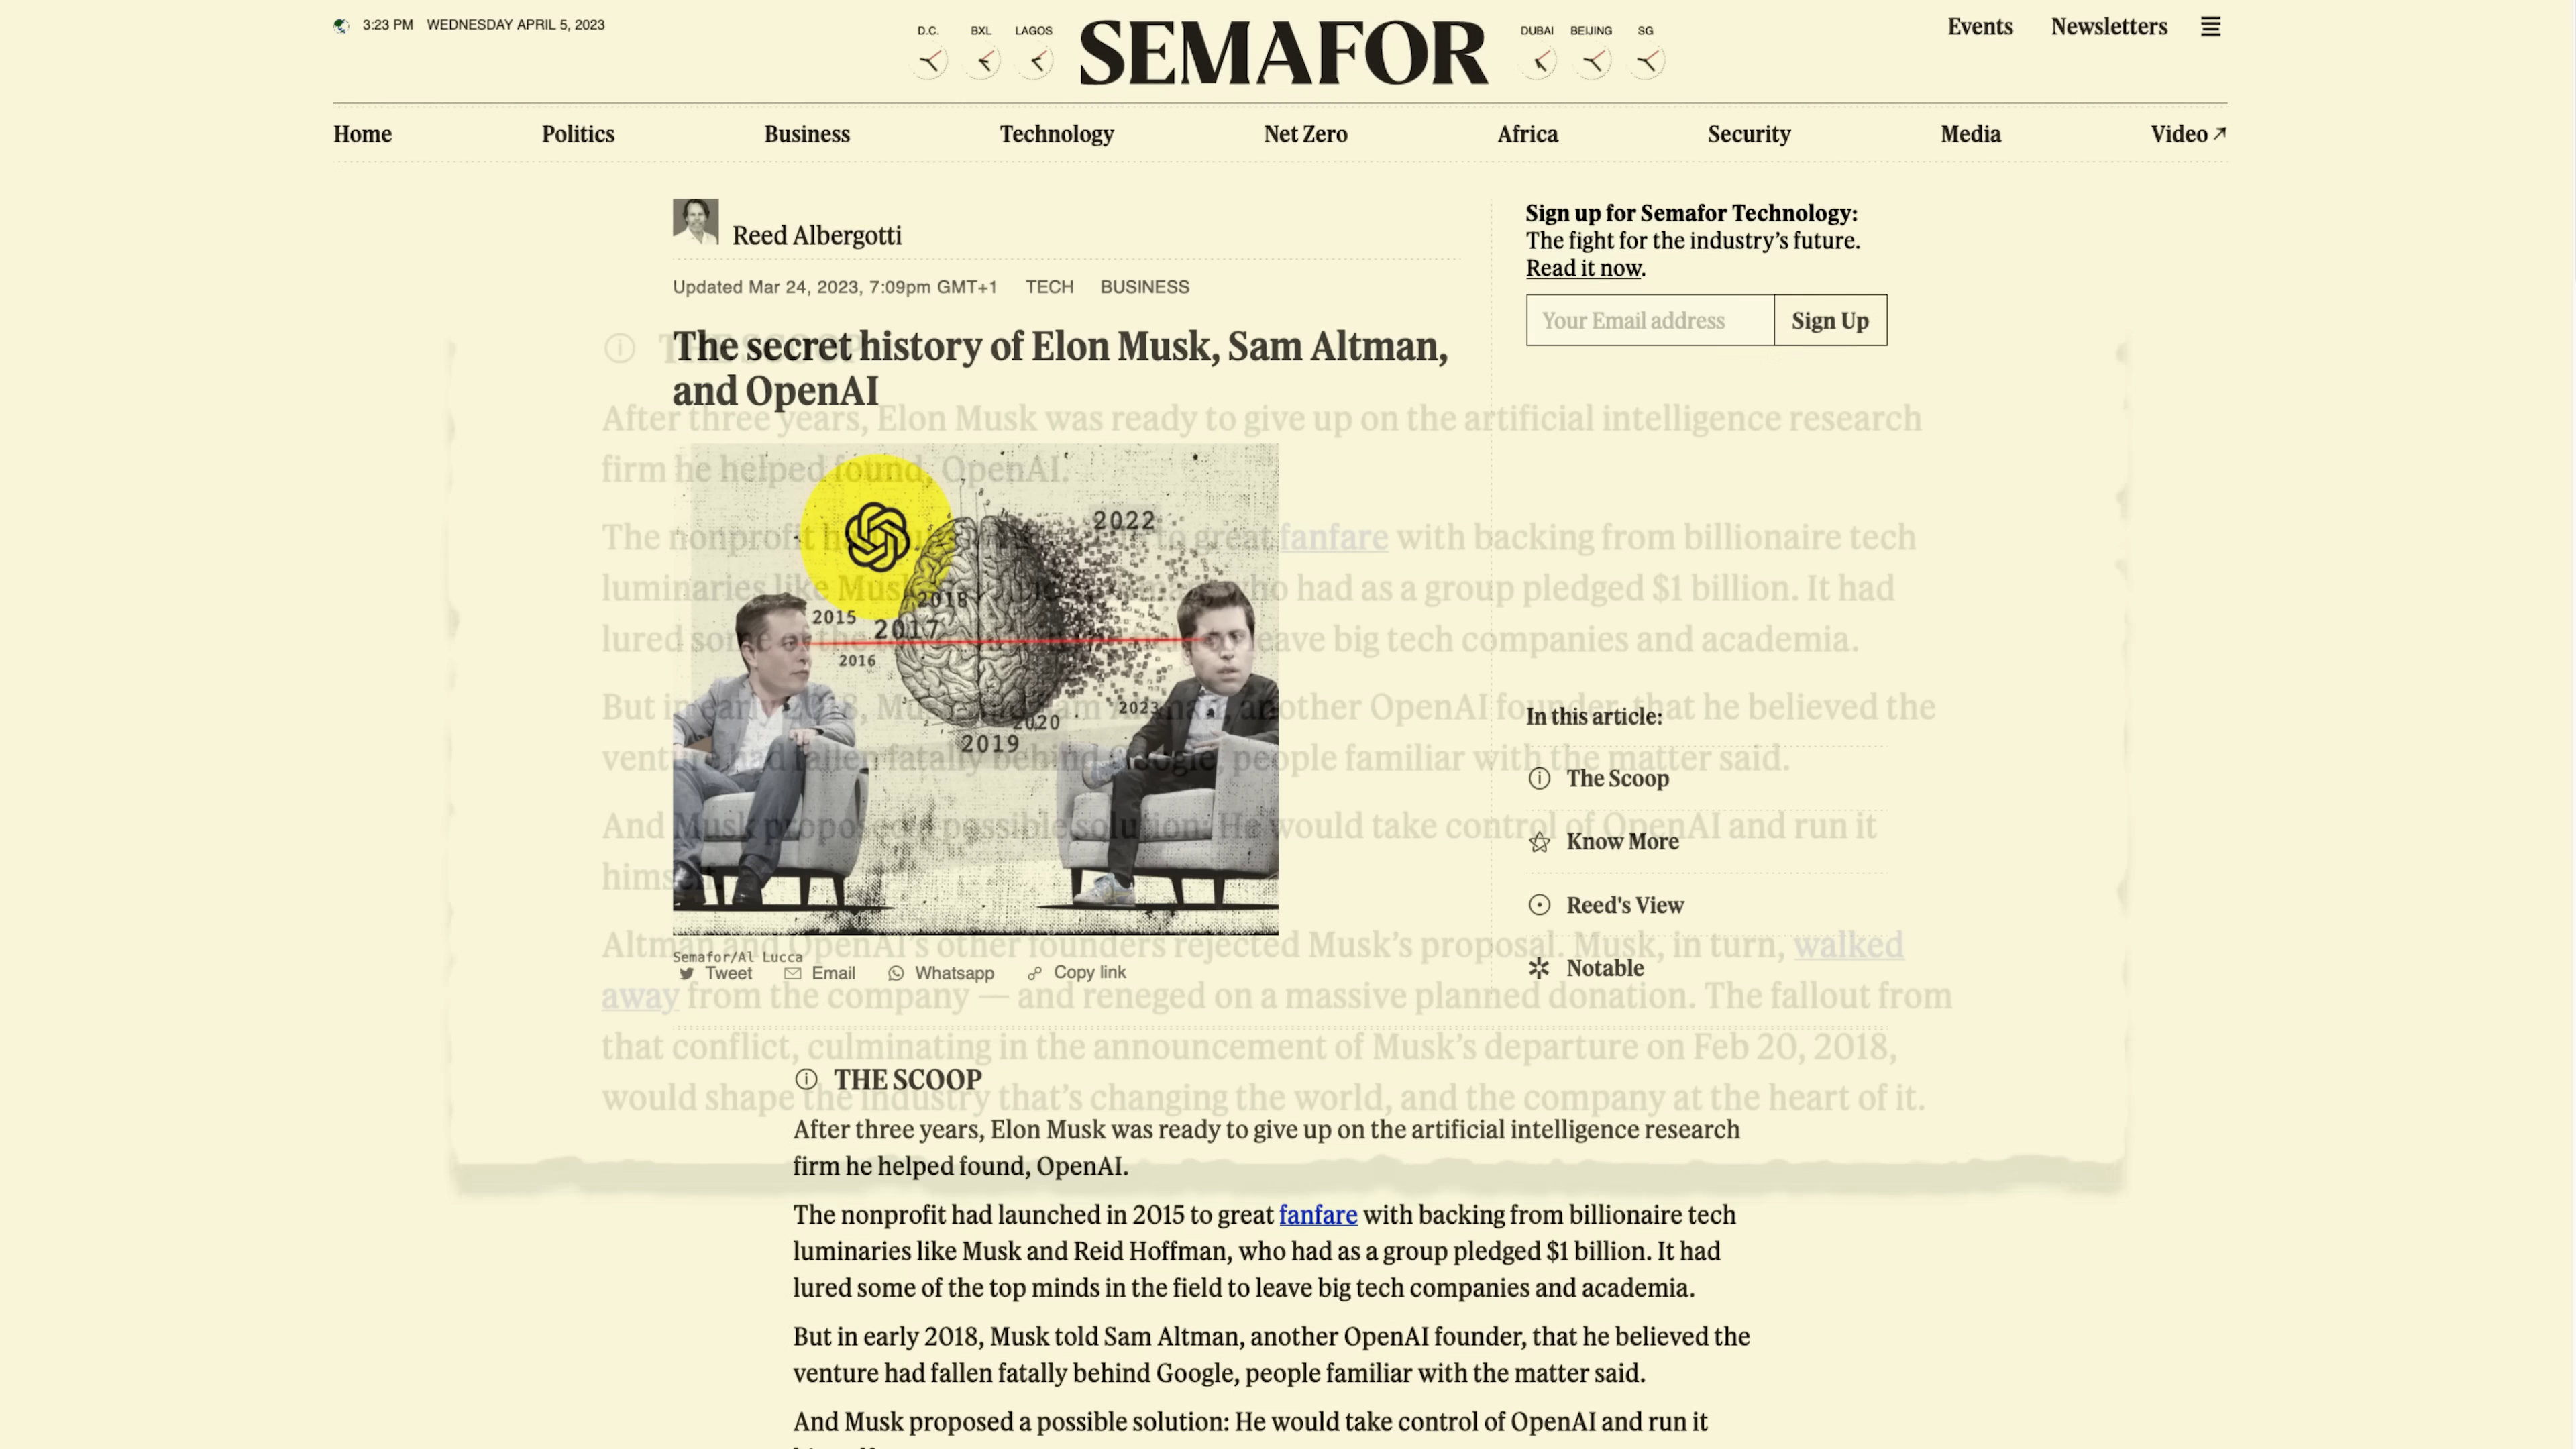 3:23 PM WEDNESDAY APRIL 5, 2023
D.C. BXL LAGOS
SEMAFOR
DUBAI BEIJING SG
Events Newsletters
Home Politics Business Technology Net Zero Africa Security Media Video
Reed Albergotti
Updated Mar 24, 2023, 7:09pm GMT+1 TECH BUSINESS
The secret history of Elon Musk, Sam Altman,
and OpenAI
2022
2015
2018
2017
2016
2023
2020
2019
Semafor/Al Lucca
Tweet Email Whatsapp Copy link
Sign up for Semafor Technology:
The fight for the industry's future.
Read it now.
Your Email address Sign Up
In this article:
The Scoop
Know More
Reed's View
Notable
THE SCOOP
After three years, Elon Musk was ready to give up on the artificial intelligence research
firm he helped found, OpenAI.
The nonprofit had launched in 2015 to great fanfare with backing from billionaire tech
luminaries like Musk and Reid Hoffman, who had as a group pledged $1 billion. It had
lured some of the top minds in the field to leave big tech companies and academia.
But in early 2018, Musk told Sam Altman, another OpenAI founder, that he believed the
venture had fallen fatally behind Google, people familiar with the matter said.
And Musk proposed a possible solution: He would take control of OpenAI and run it
THE SCOOP
After three years, Elon Musk was ready to give up on the artificial intelligence research
firm he helped found, OpenAI.
The nonprofit to great fanfare with backing from billionaire tech
luminaries like Musk who had as a group pledged $1 billion. It had
lured some the leave big tech companies and academia.
But in early 2018, Sam Altman, another OpenAI founder, that he believed the
venture had fallen fatally behind Google, people familiar with the matter said.
And Musk proposed a possible solution: He would take control of OpenAI and run it
himself.
Altman and OpenAI's other founders rejected Musk's proposal. Musk, in turn, walked
away from the company — and reneged on a massive planned donation. The fallout from
that conflict, culminating in the announcement of Musk's departure on Feb 20, 2018,
would shape the industry that's changing the world, and the company at the heart of it.